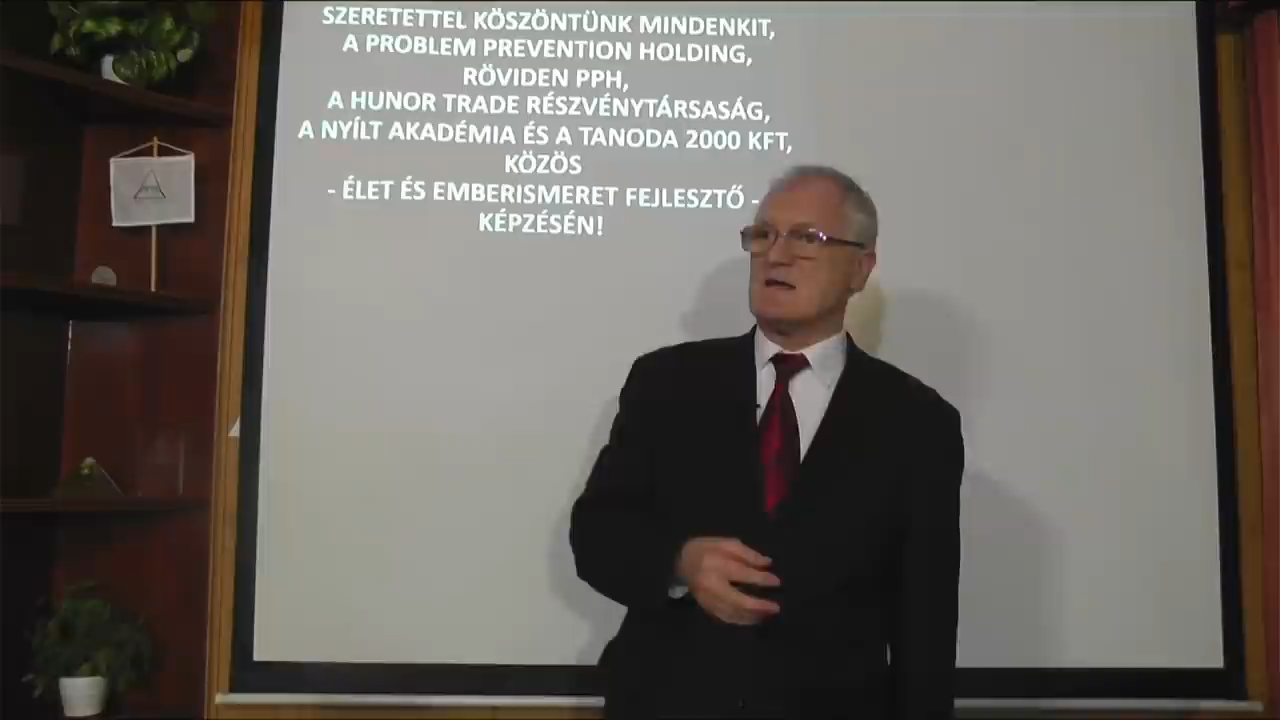 SZERETETTEL KÖSZÖNTÜNK MINDENKIT,
A PROBLEM PREVENTION HOLDING,
RÖVIDEN PPH,
A HUNOR TRADE RÉSZVÉNYTÁRSASÁG,
A NYÍLT AKADÉMIA ÉS A TANODA 2000 KFT,
KÖZÖS
- ÉLET ÉS EMBERISMERET FEJLESZTŐ -
KÉPZÉSÉN!